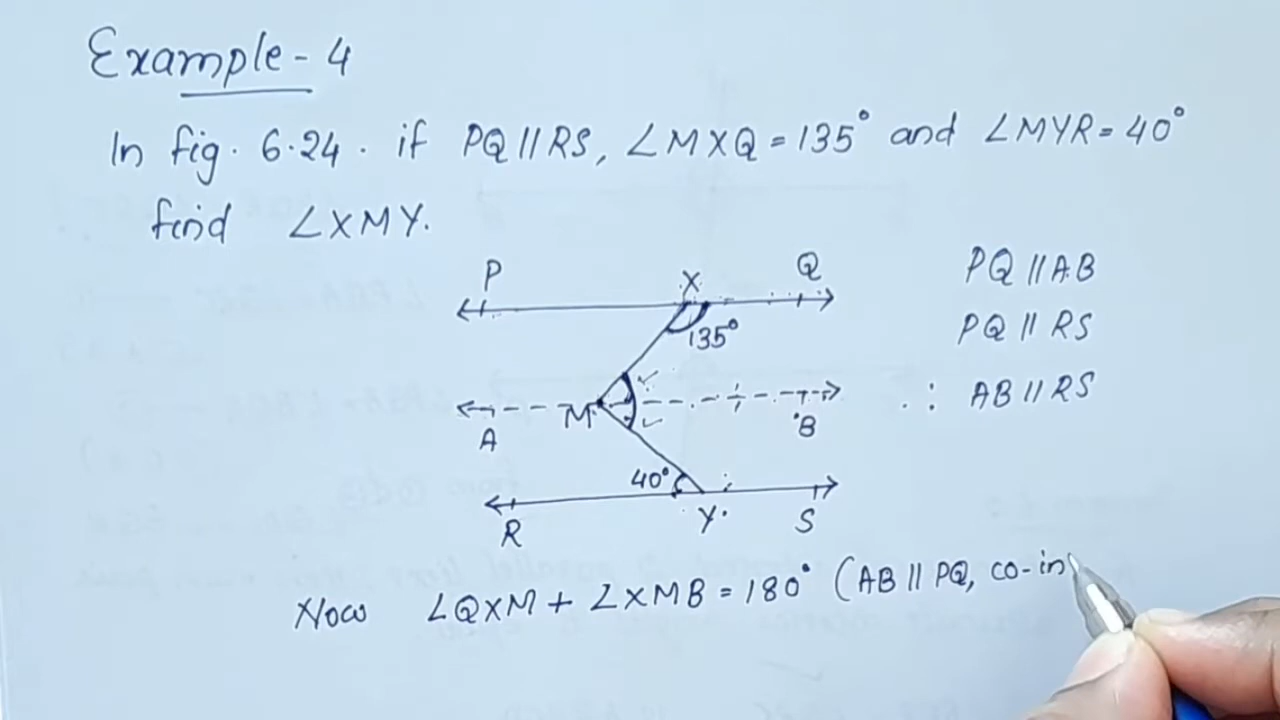 Example - 4
In fig. 6.24. if PQ // RS, ∠MXQ = 135° and ∠MYR = 40°
find ∠XMY.
P X Q
135°
M
A B
40°
R Y S
PQ // AB
PQ // RS
∴ AB // RS
Now ∠QXM + ∠XMB = 180° (AB // PQ, co-in